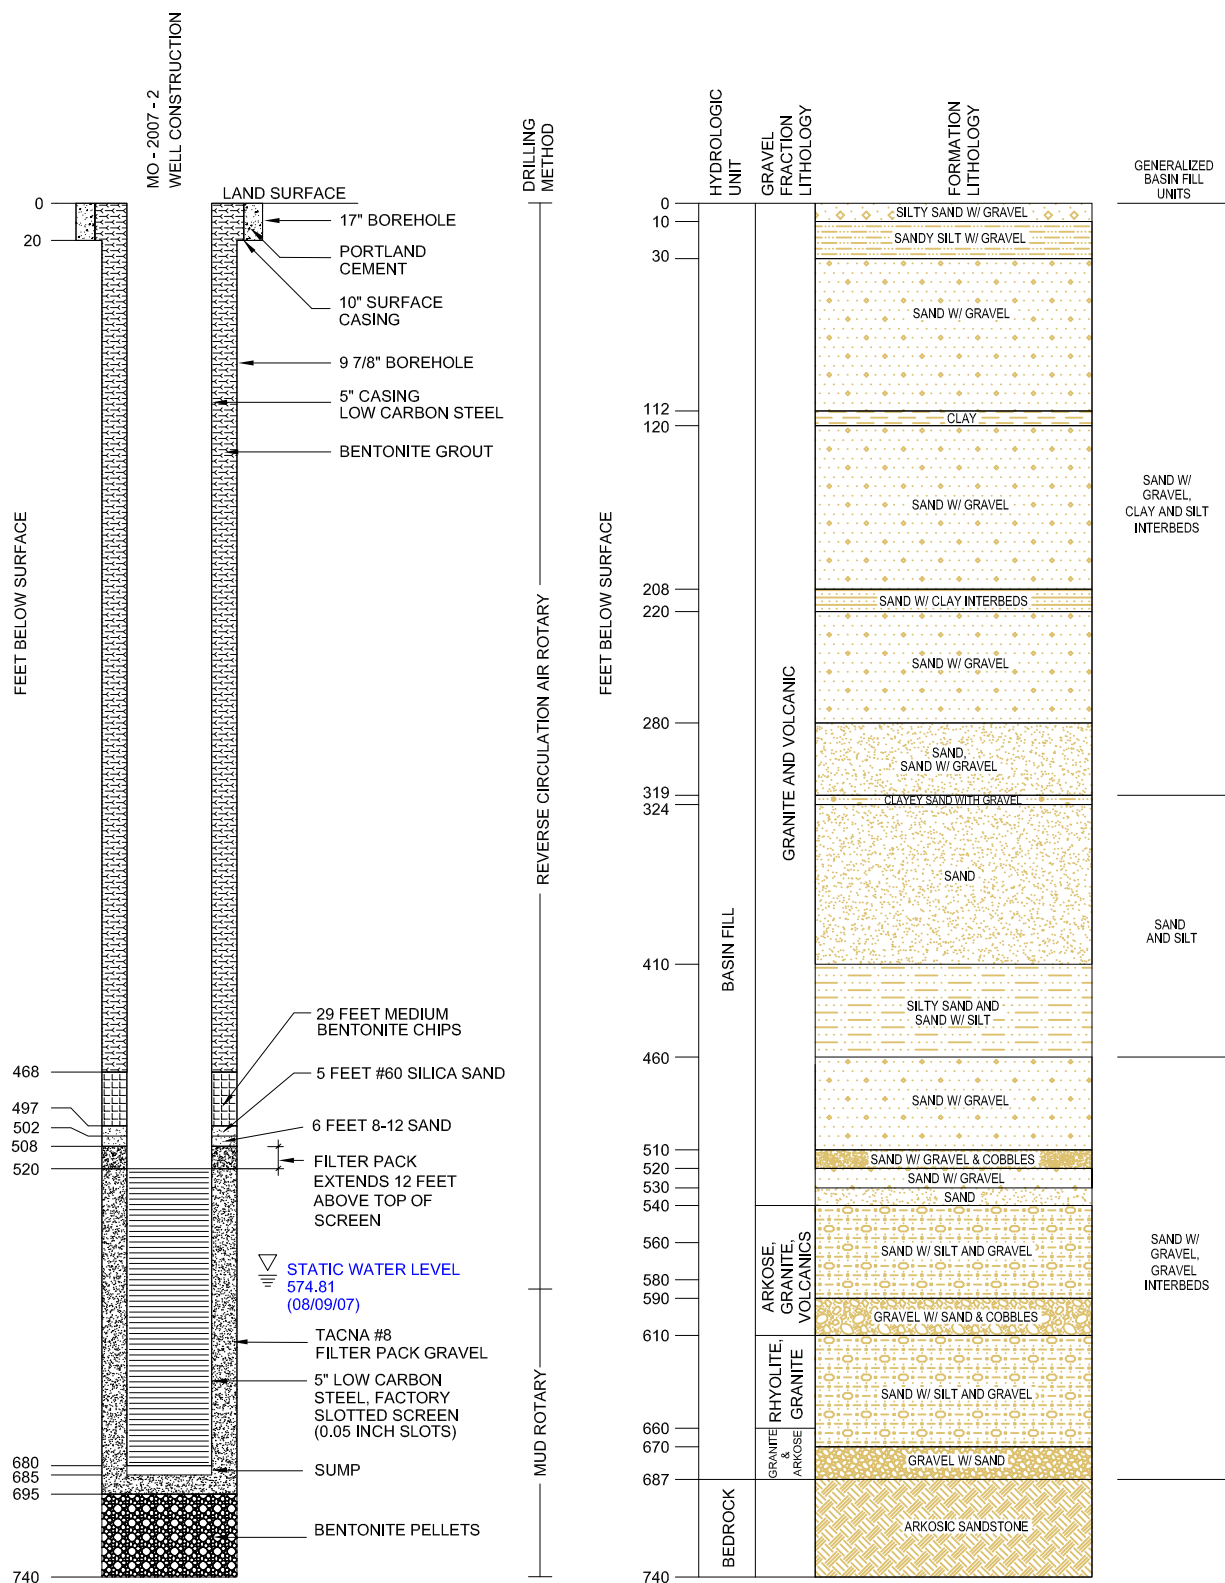 MO - 2007 - 2
WELL CONSTRUCTION
LAND SURFACE
DRILLING
METHOD
FEET BELOW SURFACE
0
20
468
497
502
508
520
680
685
695
740
17" BOREHOLE
PORTLAND
CEMENT
10" SURFACE
CASING
9 7/8" BOREHOLE
5" CASING
LOW CARBON STEEL
BENTONITE GROUT
29 FEET MEDIUM
BENTONITE CHIPS
5 FEET #60 SILICA SAND
6 FEET 8-12 SAND
FILTER PACK
EXTENDS 12 FEET
ABOVE TOP OF
SCREEN
STATIC WATER LEVEL
574.81
(08/09/07)
TACNA #8
FILTER PACK GRAVEL
5" LOW CARBON
STEEL, FACTORY
SLOTTED SCREEN
(0.05 INCH SLOTS)
SUMP
BENTONITE PELLETS
REVERSE CIRCULATION AIR ROTARY
MUD ROTARY
FEET BELOW SURFACE
0
10
30
112
120
208
220
280
319
324
410
460
510
520
530
540
560
580
590
610
660
670
687
740
HYDROLOGIC
UNIT
BASIN FILL
BEDROCK
GRAVEL
FRACTION
LITHOLOGY
GRANITE AND VOLCANIC
ARKOSE,
GRANITE,
VOLCANICS
RHYOLITE,
GRANITE
GRANITE
&
ARKOSE
FORMATION
LITHOLOGY
SILTY SAND W/ GRAVEL
SANDY SILT W/ GRAVEL
SAND W/ GRAVEL
CLAY
SAND W/ GRAVEL
SAND W/ CLAY INTERBEDS
SAND W/ GRAVEL
SAND,
SAND W/ GRAVEL
CLAYEY SAND WITH GRAVEL
SAND
SILTY SAND AND
SAND W/ SILT
SAND W/ GRAVEL
SAND W/ GRAVEL & COBBLES
SAND W/ GRAVEL
SAND
SAND W/ SILT AND GRAVEL
GRAVEL W/ SAND & COBBLES
SAND W/ SILT AND GRAVEL
GRAVEL W/ SAND
ARKOSIC SANDSTONE
GENERALIZED
BASIN FILL
UNITS
SAND W/
GRAVEL,
CLAY AND SILT
INTERBEDS
SAND
AND SILT
SAND W/
GRAVEL,
GRAVEL
INTERBEDS